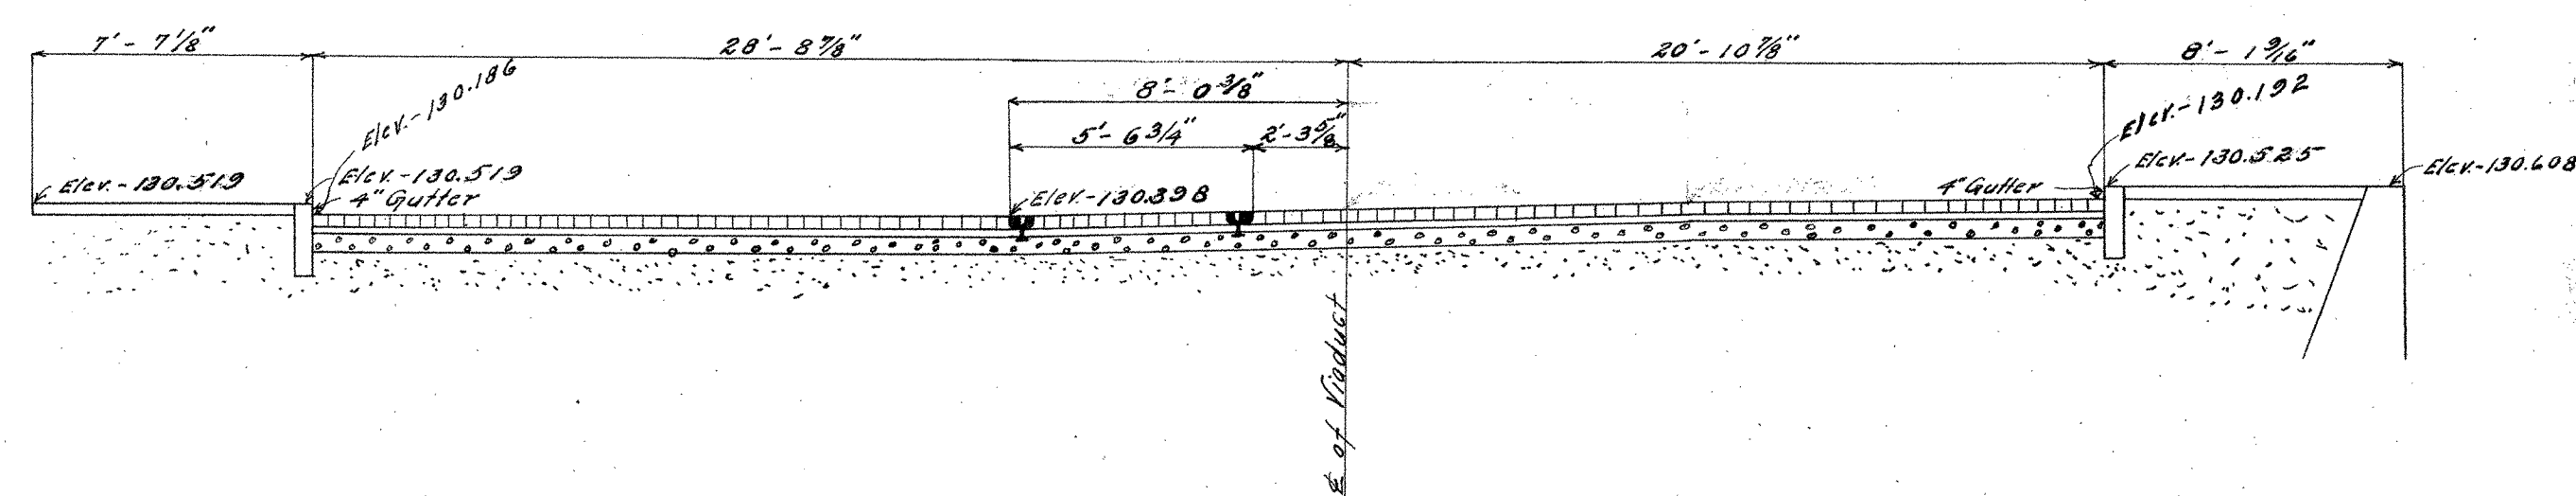 7'- 7 1/8"
28'- 8 7/8"
20'- 10 7/8"
8'- 1 9/16"
8'- 0 3/8"
5'- 6 3/4"
2'- 3 5/8"
Elev.-130.186
Elev.-130.192
Elev.-130.519
Elev.-130.519
4" Gutter
Elev.-130.398
4" Gutter
Elev.-130.525
Elev.-130.608
℄ of Viaduct